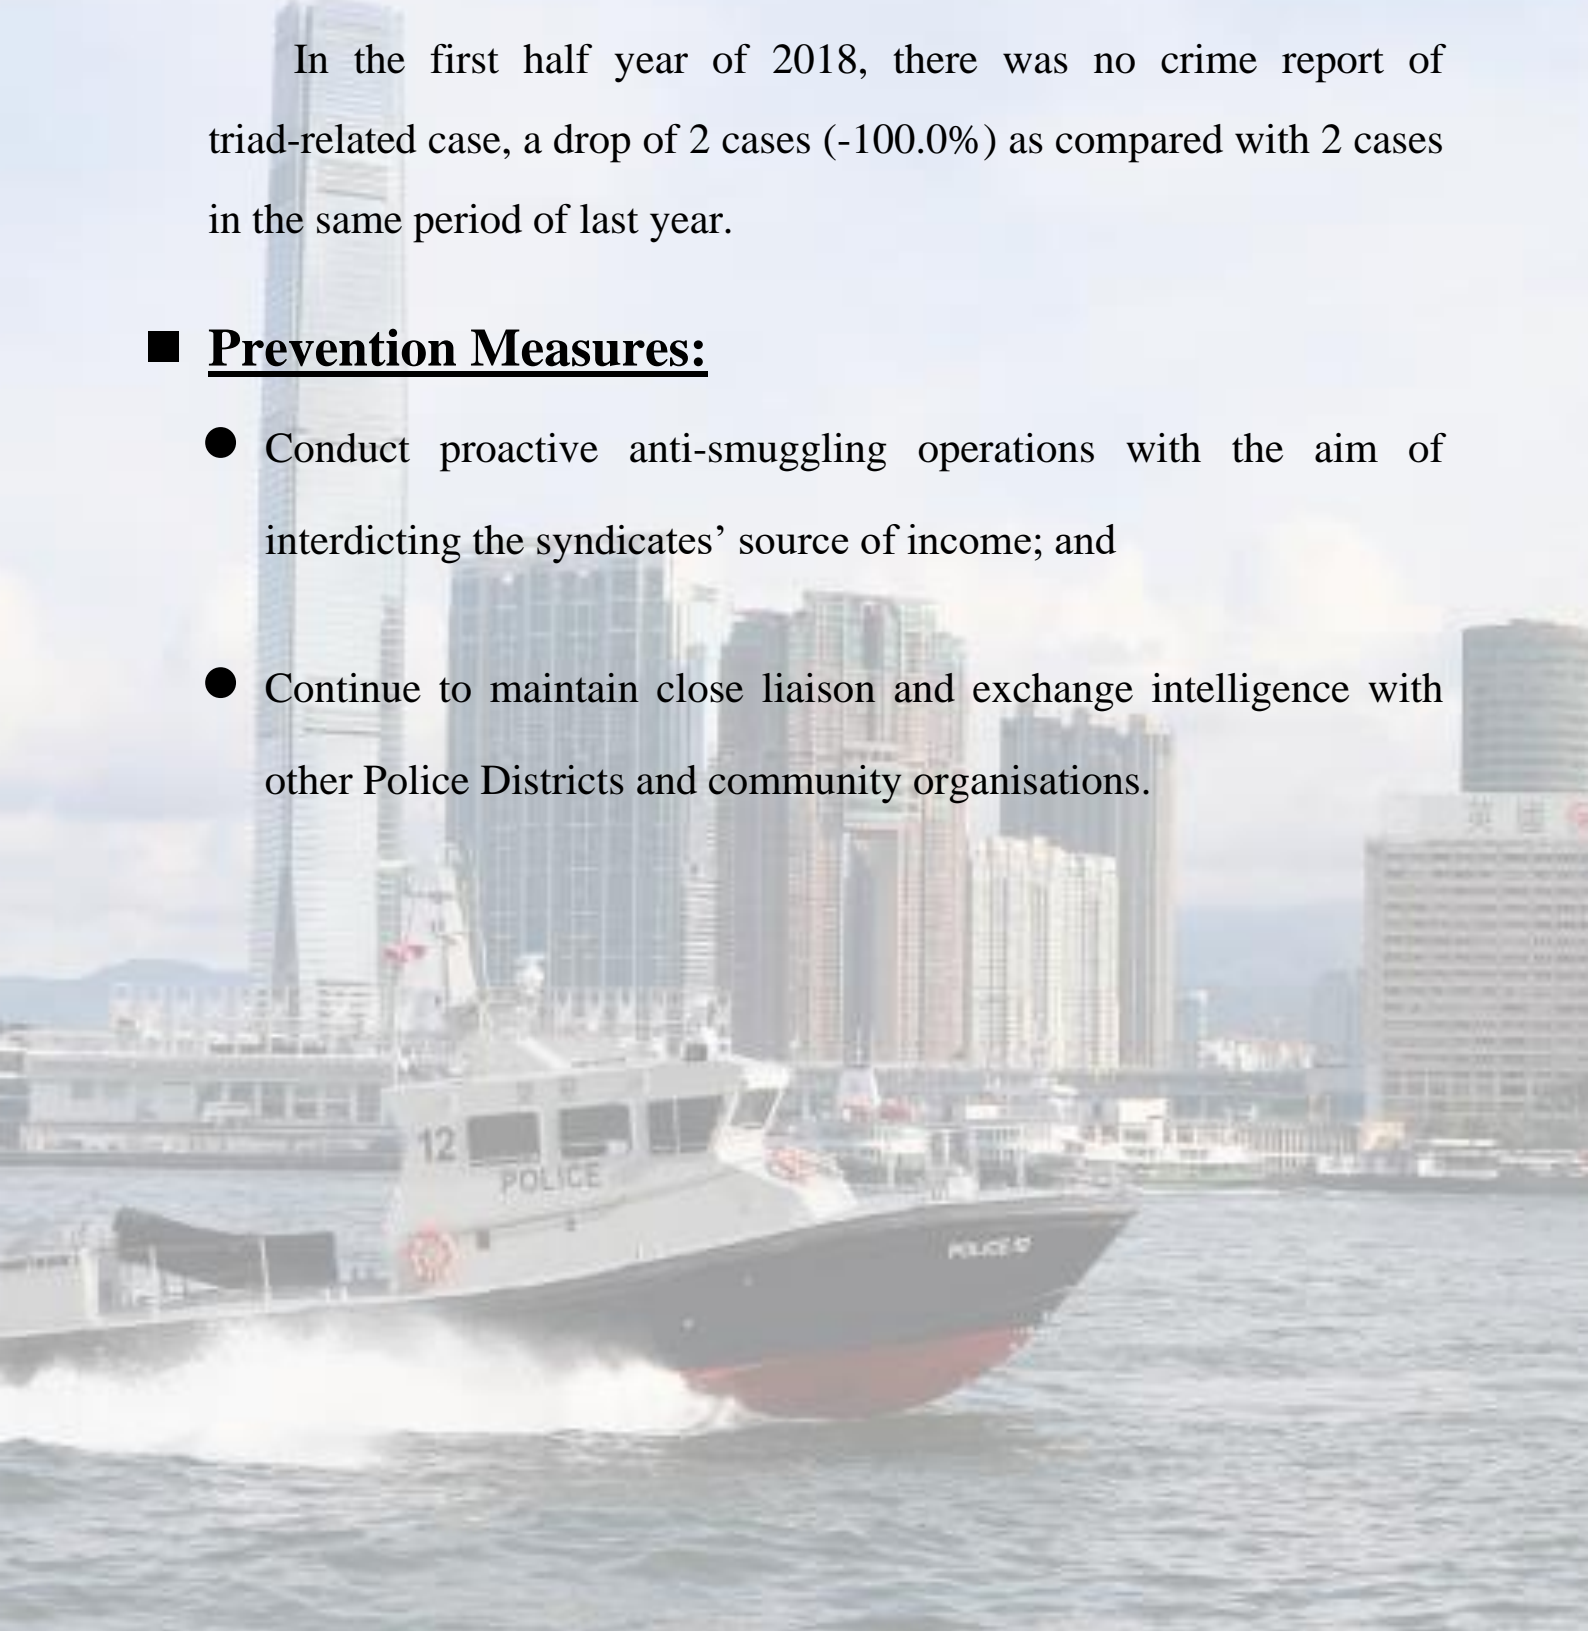 In the first half year of 2018, there was no crime report of
triad-related case, a drop of 2 cases (-100.0%) as compared with 2 cases
in the same period of last year.
■ Prevention Measures:
● Conduct proactive anti-smuggling operations with the aim of
interdicting the syndicates’ source of income; and
● Continue to maintain close liaison and exchange intelligence with
other Police Districts and community organisations.
12
POLICE
POLICE 12